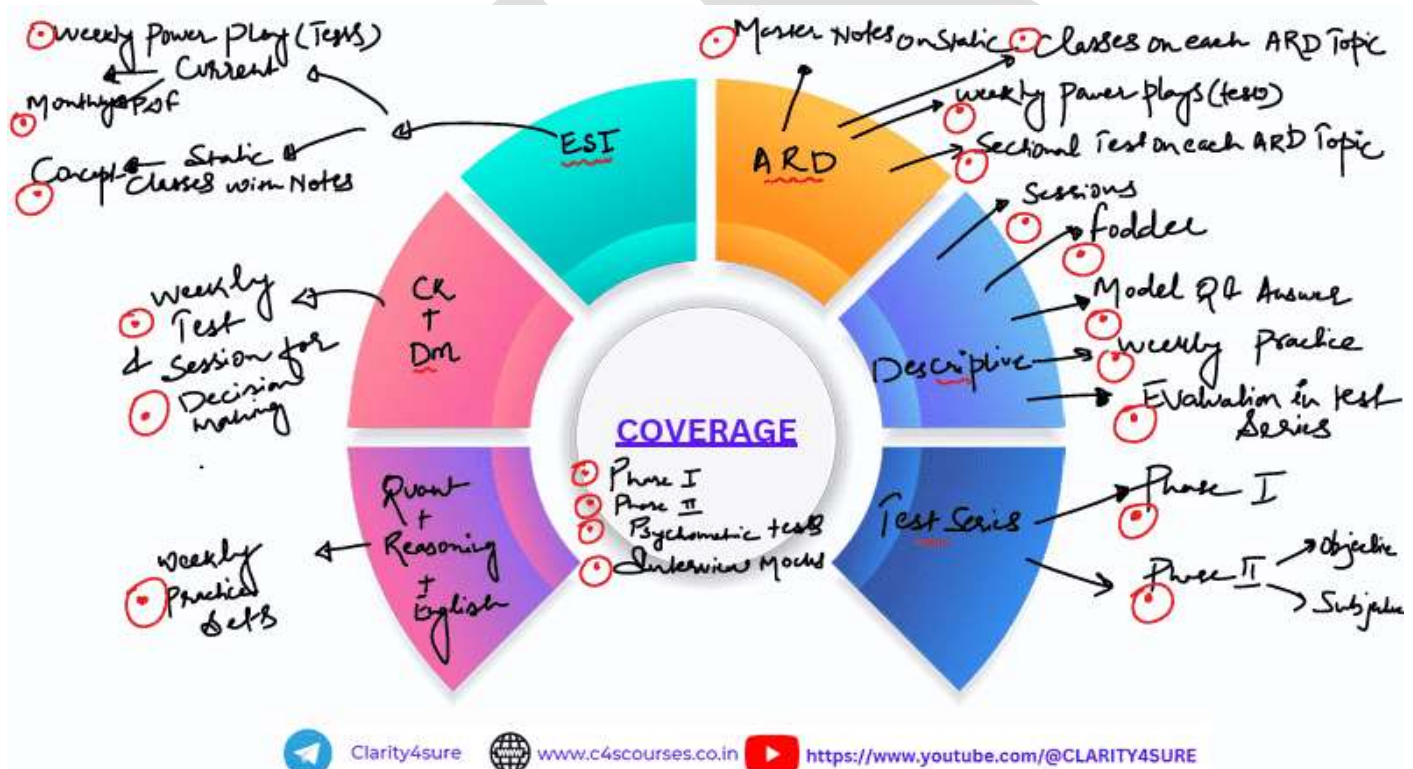 Weekly Power Play (Tests)
Current
Monthly PDF
Static
Concept Classes with Notes
ESI
Master Notes on Static
Classes on each ARD Topic
Weekly Power plays (tests)
Sectional Test on each ARD Topic
ARD
Sessions
Fodder
Model Q & Answer
Weekly Practice
Evaluation in test
Series
Descriptive
Weekly
Test
& Session for
Decision
Making
CR
+
DM
COVERAGE
Phase I
Phase II
Psychometric tests
Interview Mocks
Quant
+
Reasoning
+
English
Weekly
Practice
Sets
Test Series
Phase I
Phase II
Objective
Subjective
Clarity4sure
www.c4scourses.co.in
https://www.youtube.com/@CLARITY4SURE